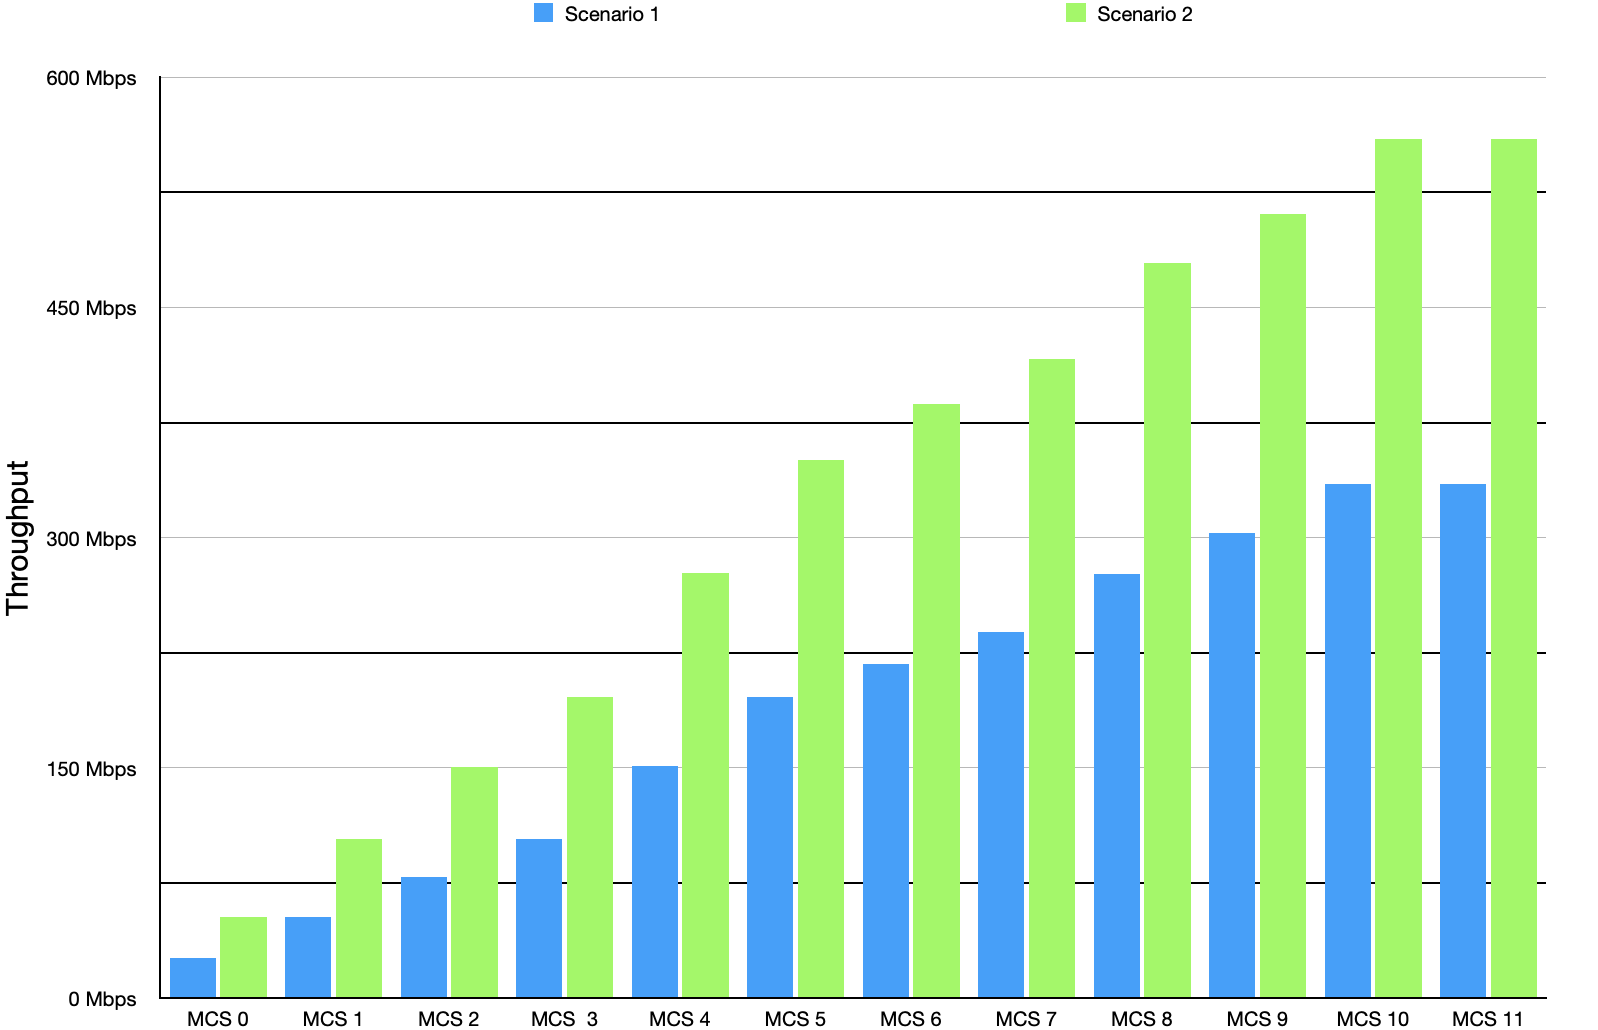 Scenario 1
Scenario 2
600 Mbps
450 Mbps
300 Mbps
150 Mbps
0 Mbps
Throughput
MCS 0
MCS 1
MCS 2
MCS  3
MCS 4
MCS 5
MCS 6
MCS 7
MCS 8
MCS 9
MCS 10
MCS 11